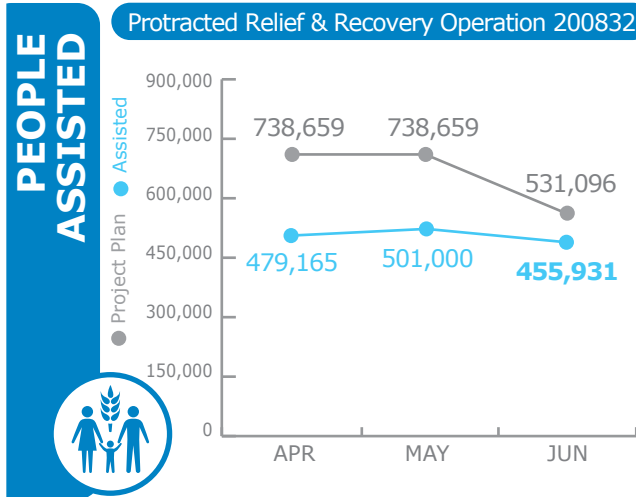 Protracted Relief & Recovery Operation 200832
PEOPLE
ASSISTED
Project Plan
Assisted
900,000
750,000
600,000
450,000
300,000
150,000
0
738,659
738,659
531,096
479,165
501,000
455,931
APR
MAY
JUN